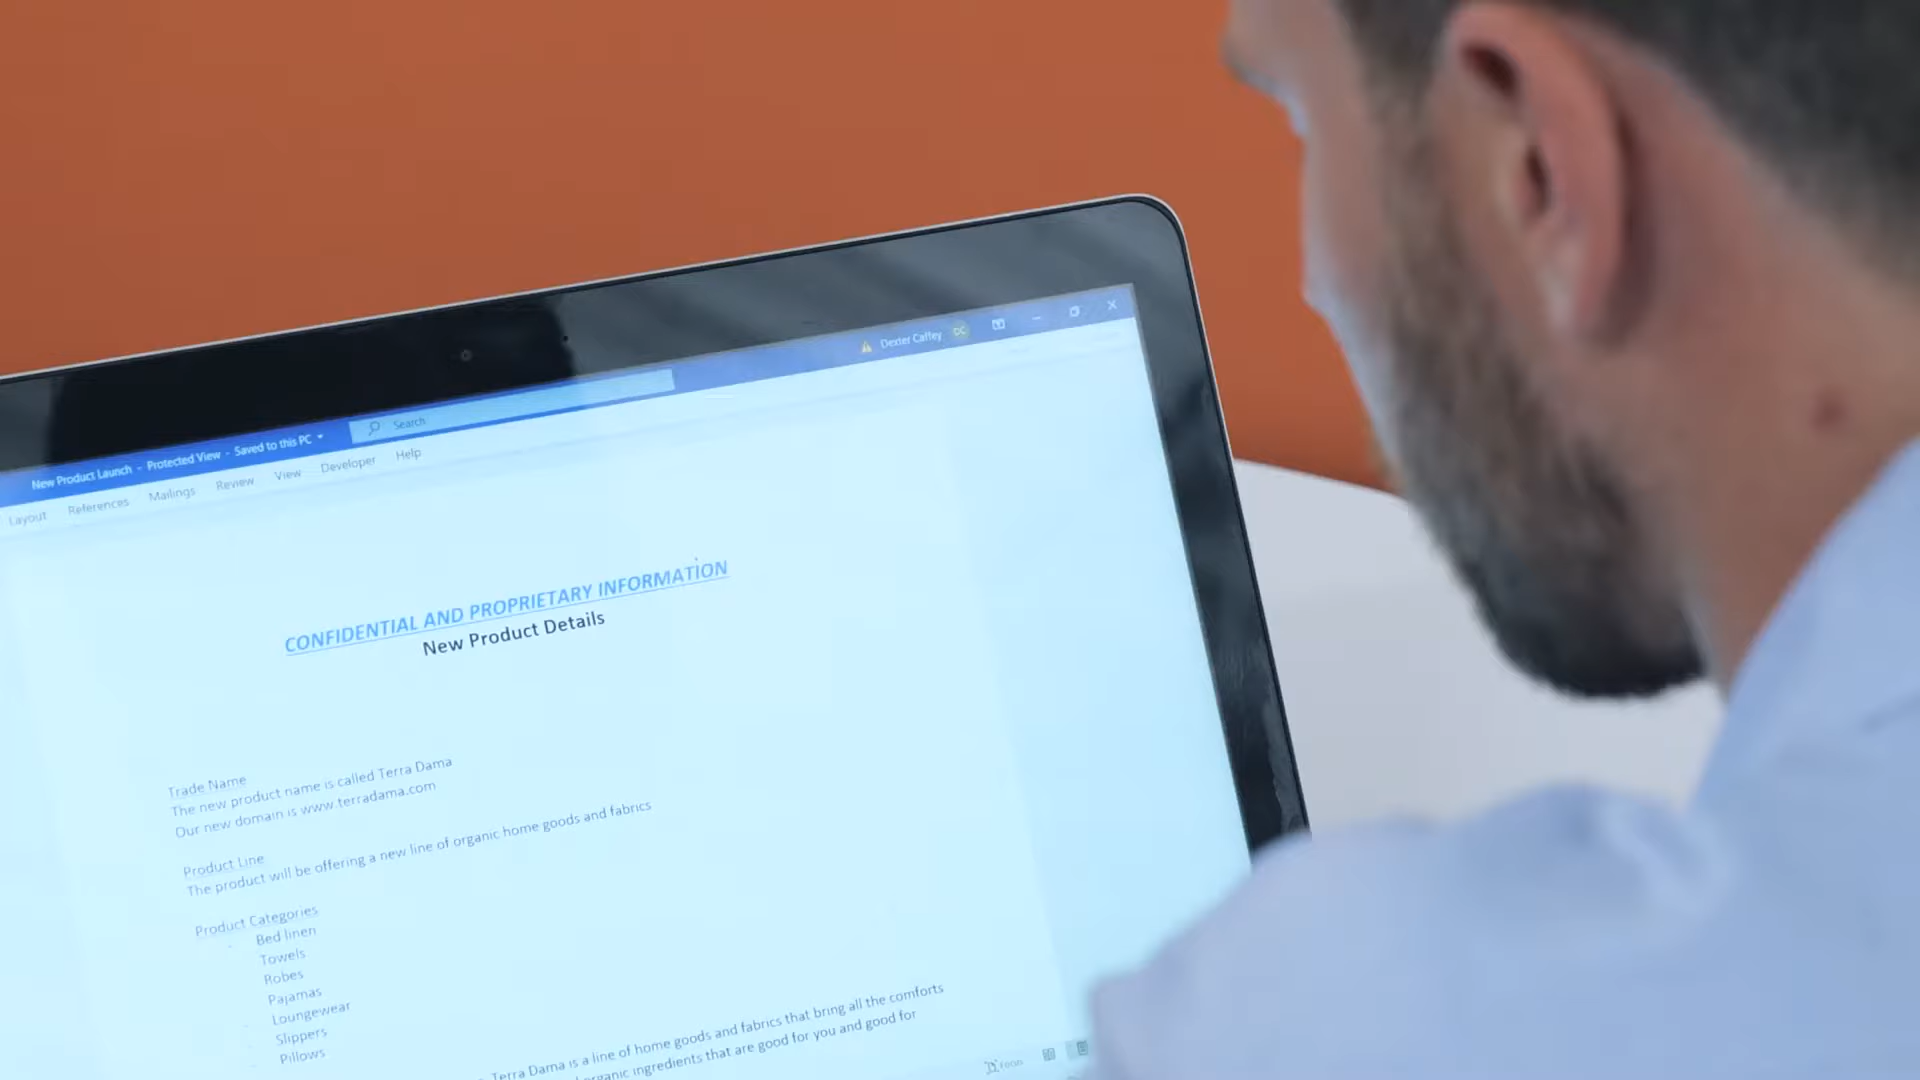 New Product Launch - Protected View - Saved to this PC
Search
Dexter Caffey DC
Layout References Mailings Review View Developer Help
CONFIDENTIAL AND PROPRIETARY INFORMATION
New Product Details
Trade Name
The new product name is called Terra Dama
Our new domain is www.terradama.com
Product Line
The product will be offering a new line of organic home goods and fabrics
Product Categories
Bed linen
Towels
Robes
Pajamas
Loungewear
Slippers
Pillows
Terra Dama is a line of home goods and fabrics that bring all the comforts
organic ingredients that are good for you and good for
Focus